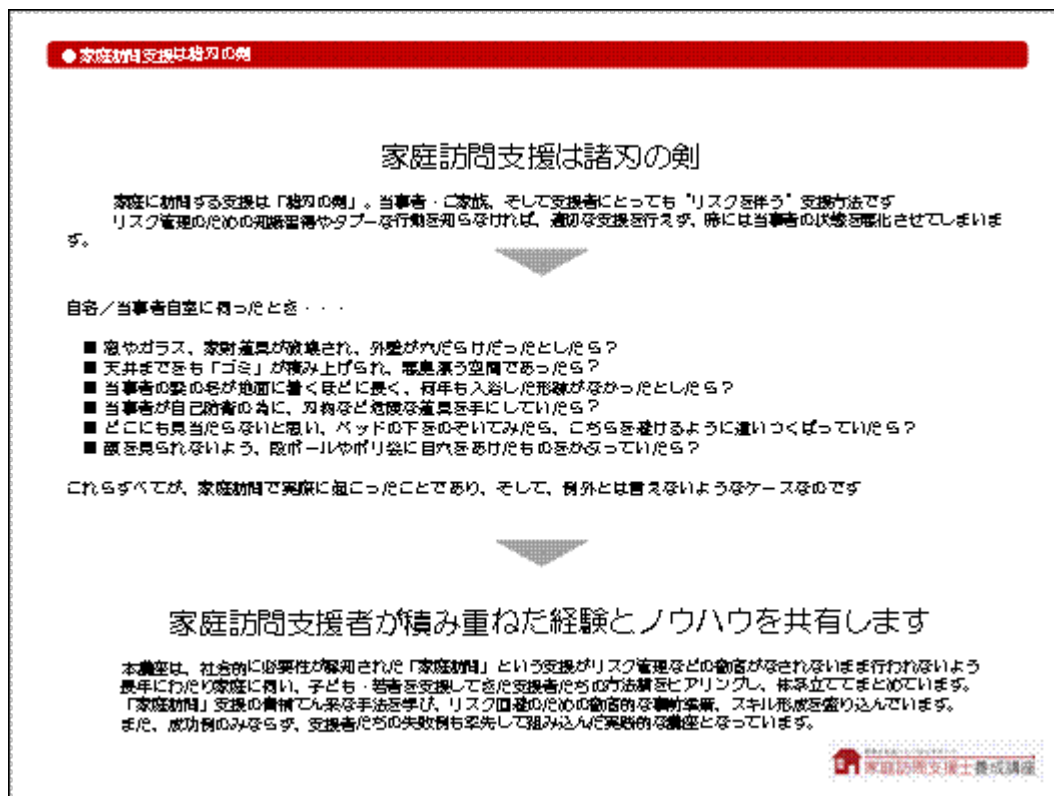 ●家庭訪問支援は諸刃の剣
家庭訪問支援は諸刃の剣
家庭に訪問する支援は「諸刃の剣」。当事者・ご家族、そして支援者にとっても“リスクを伴う”支援方法です
リスク管理のための知識習得やタブーな行動を知らなければ、適切な支援を行えず、時には当事者の状態を悪化させてしまいま
す。
自宅／当事者自室に伺ったとき・・・
■ 窓やガラス、家財道具が破壊され、外壁が穴だらけだったとしたら？
■ 天井までをも「ゴミ」が積み上げられ、悪臭漂う空間であったら？
■ 当事者の髪の毛が地面に着くほどに長く、何年も入浴した形跡がなかったとしたら？
■ 当事者が自己防衛の為に、刃物など危険な道具を手にしていたら？
■ どこにも見当たらないと思い、ベッドの下をのぞいてみたら、こちらを避けるように這いつくばっていたら？
■ 顔を見られないよう、段ボールやポリ袋に目穴をあけたものをかぶっていたら？
これらすべてが、家庭訪問で実際に起こったことであり、そして、例外とは言えないようなケースなのです
家庭訪問支援者が積み重ねた経験とノウハウを共有します
本講座は、社会的に必要性が認知された「家庭訪問」という支援がリスク管理などの徹底がなされないまま行われないよう
長年にわたり家庭に伺い、子ども・若者を支援してきた支援者たちの方法論をヒアリングし、体系立ててまとめています。
「家庭訪問」支援の責補てん架な手法を学び、リスク回避のための徹底的な事前準備、スキル形成を盛り込んでいます。
また、成功例のみならず、支援者たちの失敗例も率先して組み込んだ実践的な講座となっています。
家庭訪問支援士養成講座